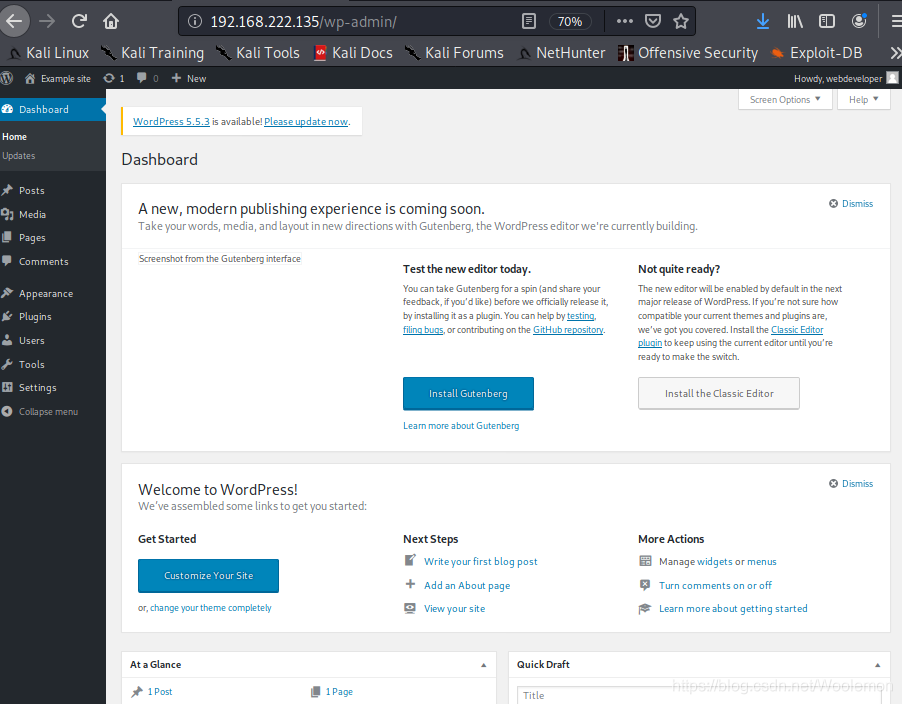 192.168.222.135/wp-admin/
70%
Kali Linux Kali Training Kali Tools Kali Docs Kali Forums NetHunter Offensive Security Exploit-DB
Example site 1 0 New Howdy, webdeveloper
Screen Options Help
Dashboard
Home
Updates
Posts
Media
Pages
Comments
Appearance
Plugins
Users
Tools
Settings
Collapse menu
WordPress 5.5.3 is available! Please update now.
Dashboard
A new, modern publishing experience is coming soon.
Dismiss
Take your words, media, and layout in new directions with Gutenberg, the WordPress editor we're currently building.
Screenshot from the Gutenberg interface
Test the new editor today.
You can take Gutenberg for a spin (and share your
feedback, if you'd like) before we officially release it,
by installing it as a plugin. You can help by testing,
filing bugs, or contributing on the GitHub repository.
Install Gutenberg
Learn more about Gutenberg
Not quite ready?
The new editor will be enabled by default in the next
major release of WordPress. If you're not sure how
compatible your current themes and plugins are,
we've got you covered. Install the Classic Editor
plugin to keep using the current editor until you're
ready to make the switch.
Install the Classic Editor
Welcome to WordPress!
Dismiss
We've assembled some links to get you started:
Get Started
Customize Your Site
or, change your theme completely
Next Steps
Write your first blog post
Add an About page
View your site
More Actions
Manage widgets or menus
Turn comments on or off
Learn more about getting started
At a Glance
1 Post 1 Page
Quick Draft
Title
https://blog.csdn.net/Woolemon